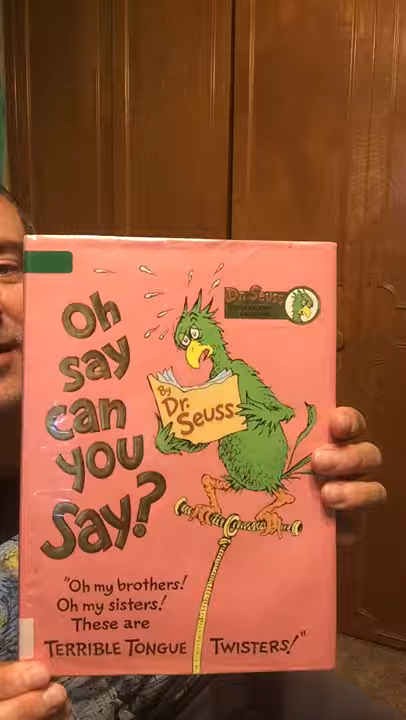 Oh
say
can
you
Say?
Dr. Seuss
By
Dr.
Seuss
"Oh my brothers!
Oh my sisters!
These are
TERRIBLE TONGUE TWISTERS!"